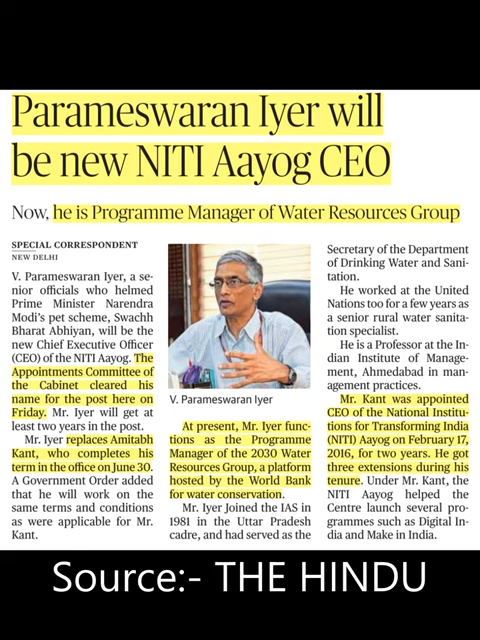 Parameswaran Iyer will
be new NITI Aayog CEO
Now, he is Programme Manager of Water Resources Group
SPECIAL CORRESPONDENT
NEW DELHI
V. Parameswaran Iyer, a se-
nior officials who helmed
Prime Minister Narendra
Modi's pet scheme, Swachh
Bharat Abhiyan, will be the
new Chief Executive Officer
(CEO) of the NITI Aayog. The
Appointments Committee of
the Cabinet cleared his
name for the post here on
Friday. Mr. Iyer will get at
least two years in the post.
Mr. Iyer replaces Amitabh
Kant, who completes his
term in the office on June 30.
A Government Order added
that he will work on the
same terms and conditions
as were applicable for Mr.
Kant.
V. Parameswaran Iyer
At present, Mr. Iyer func-
tions as the Programme
Manager of the 2030 Water
Resources Group, a platform
hosted by the World Bank
for water conservation.
Mr. Iyer Joined the IAS in
1981 in the Uttar Pradesh
cadre, and had served as the
Secretary of the Department
of Drinking Water and Sani-
tation.
He worked at the United
Nations too for a few years as
a senior rural water sanita-
tion specialist.
He is a Professor at the In-
dian Institute of Manage-
ment, Ahmedabad in man-
agement practices.
Mr. Kant was appointed
CEO of the National Institu-
tions for Transforming India
(NITI) Aayog on February 17,
2016, for two years. He got
three extensions during his
tenure. Under Mr. Kant, the
NITI Aayog helped the
Centre launch several pro-
grammes such as Digital In-
dia and Make in India.
Source:- THE HINDU